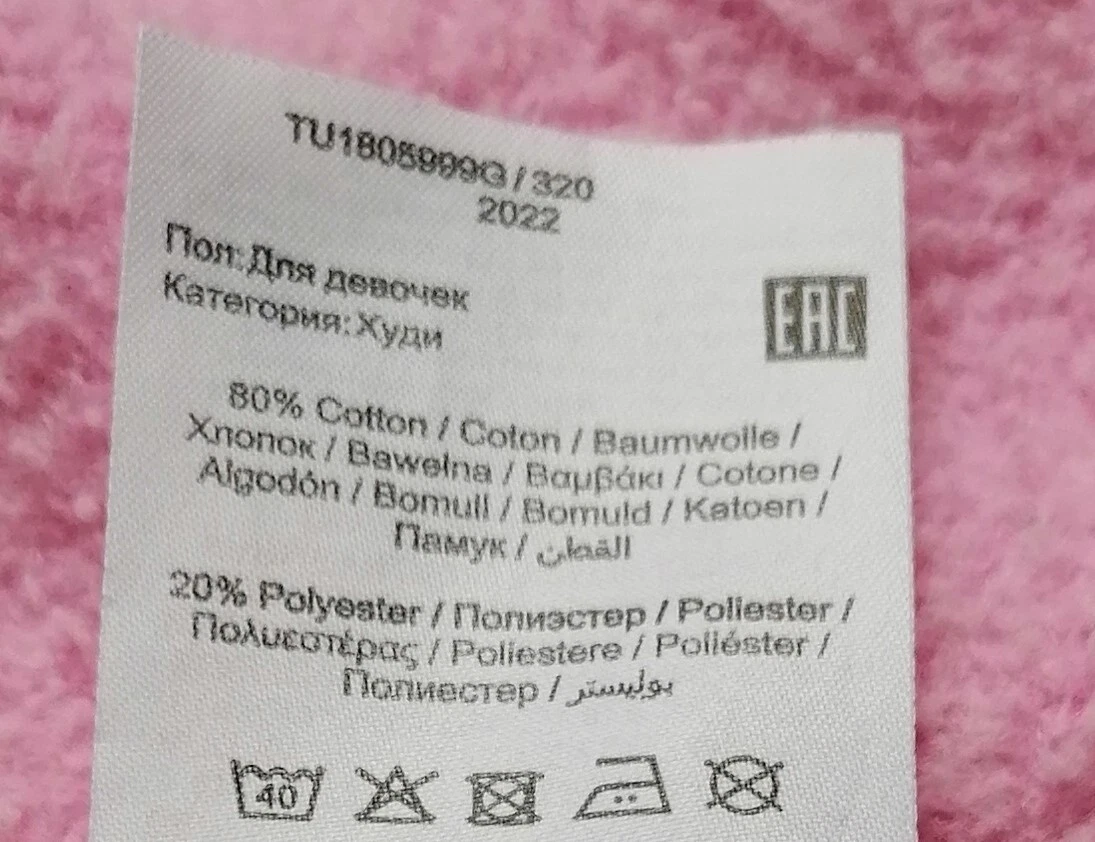 TU1805999G / 320
2022
Пол: Для девочек
Категория: Худи
EAC
80% Cotton / Coton / Baumwolle /
Хлопок / Bawełna / Βαμβάκι / Cotone /
Algodón / Bomull / Bomuld / Katoen /
Памук / القطن
20% Polyester / Полиэстер / Poliester /
Πολυεστέρας / Poliestere / Poliéster /
Полиестер / بوليستر
40